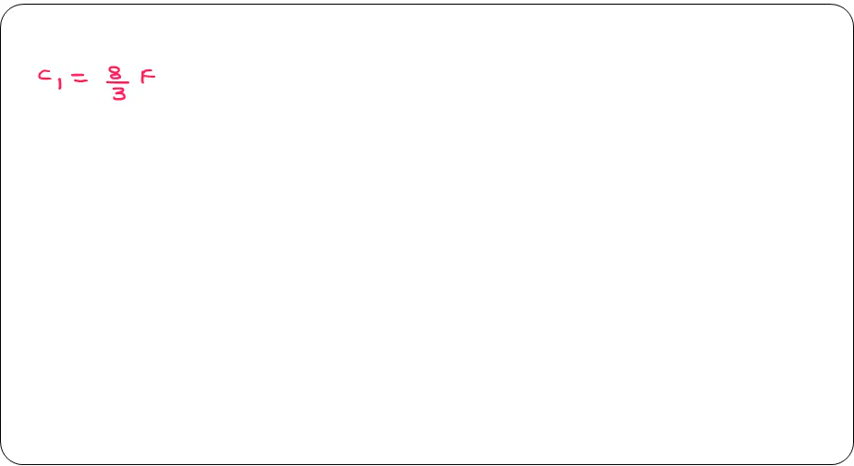 C₁ = 8/3 F